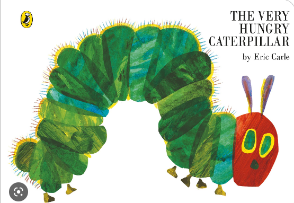 THE VERY
HUNGRY
CATERPILLAR
by Eric Carle